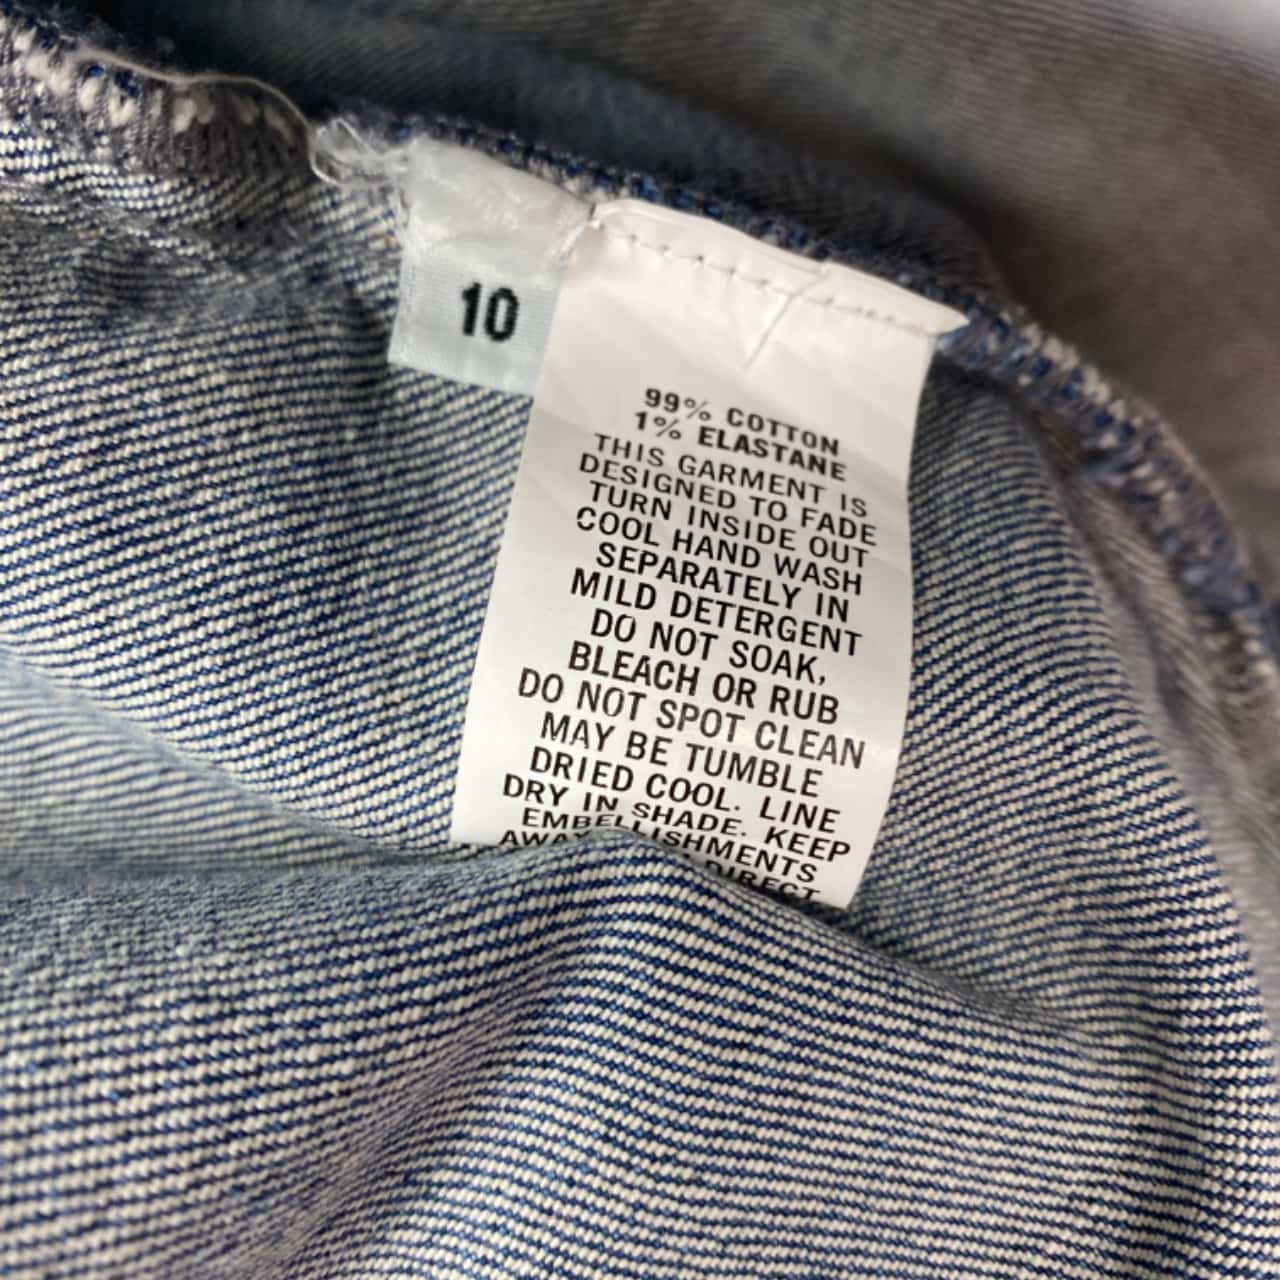 10
99% COTTON
1% ELASTANE
THIS GARMENT IS
DESIGNED TO FADE
TURN INSIDE OUT
COOL HAND WASH
SEPARATELY IN
MILD DETERGENT
DO NOT SOAK,
BLEACH OR RUB
DO NOT SPOT CLEAN
MAY BE TUMBLE
DRIED COOL. LINE
DRY IN SHADE. KEEP
EMBELLISHMENTS
AWAY DIRECT